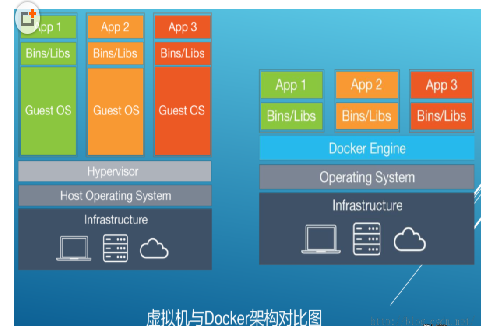 App 1 App 2 App 3
Bins/Libs Bins/Libs Bins/Libs
Guest OS Guest OS Guest OS
Hypervisor
Host Operating System
Infrastructure
App 1 App 2 App 3
Bins/Libs Bins/Libs Bins/Libs
Docker Engine
Operating System
Infrastructure
虚拟机与Docker架构对比图